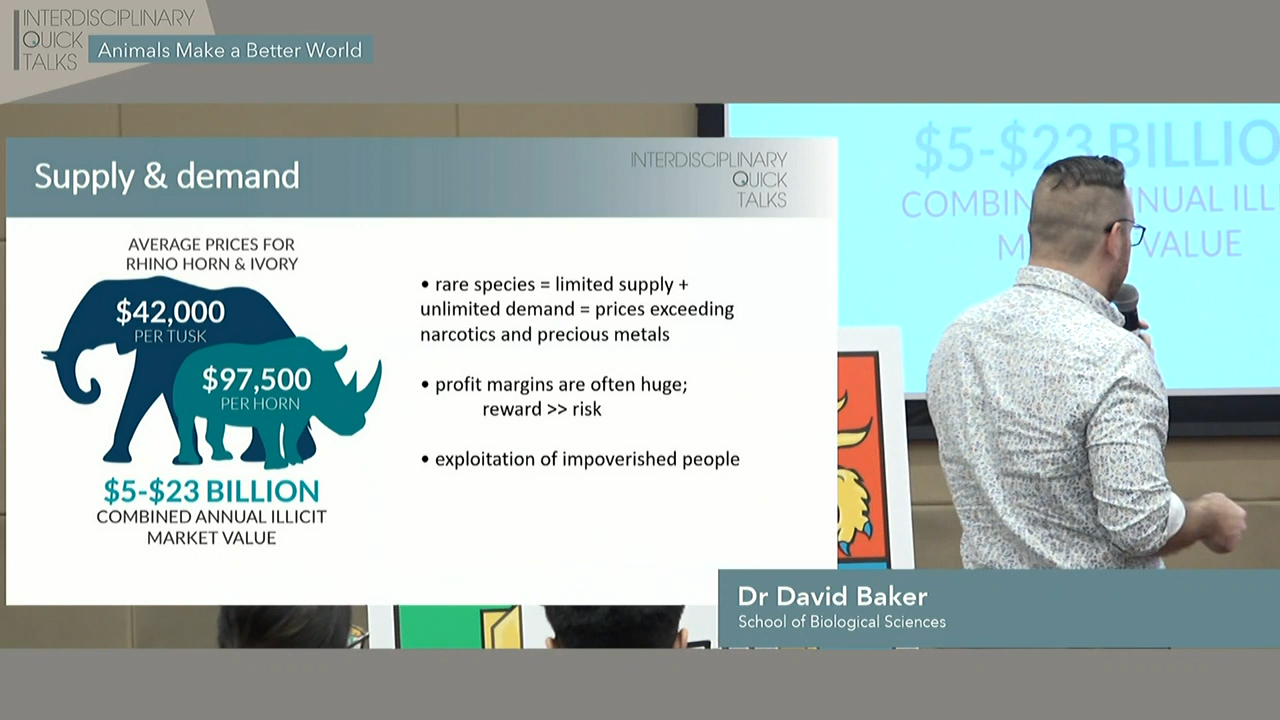 INTERDISCIPLINARY
QUICK
TALKS
Animals Make a Better World
Supply & demand
INTERDISCIPLINARY
QUICK
TALKS
AVERAGE PRICES FOR
RHINO HORN & IVORY
$42,000
PER TUSK
$97,500
PER HORN
$5-$23 BILLION
COMBINED ANNUAL ILLICIT
MARKET VALUE
• rare species = limited supply +
unlimited demand = prices exceeding
narcotics and precious metals
• profit margins are often huge;
reward >> risk
• exploitation of impoverished people
$5-$23 BILLIO
COMBIN NNUAL ILL
M VALUE
Dr David Baker
School of Biological Sciences